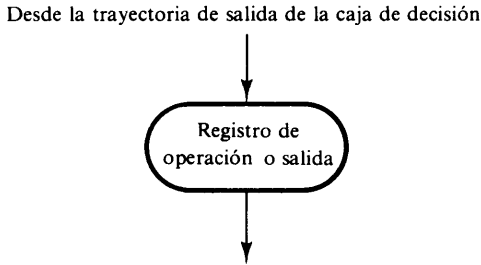 Desde la trayectoria de salida de la caja de decisión
Registro de
operación o salida